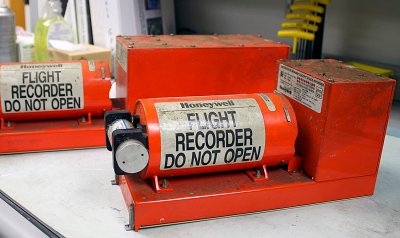 Honeywell
FLIGHT
RECORDER
DO NOT OPEN
Honeywell
FLIGHT
RECORDER
DO NOT OPEN